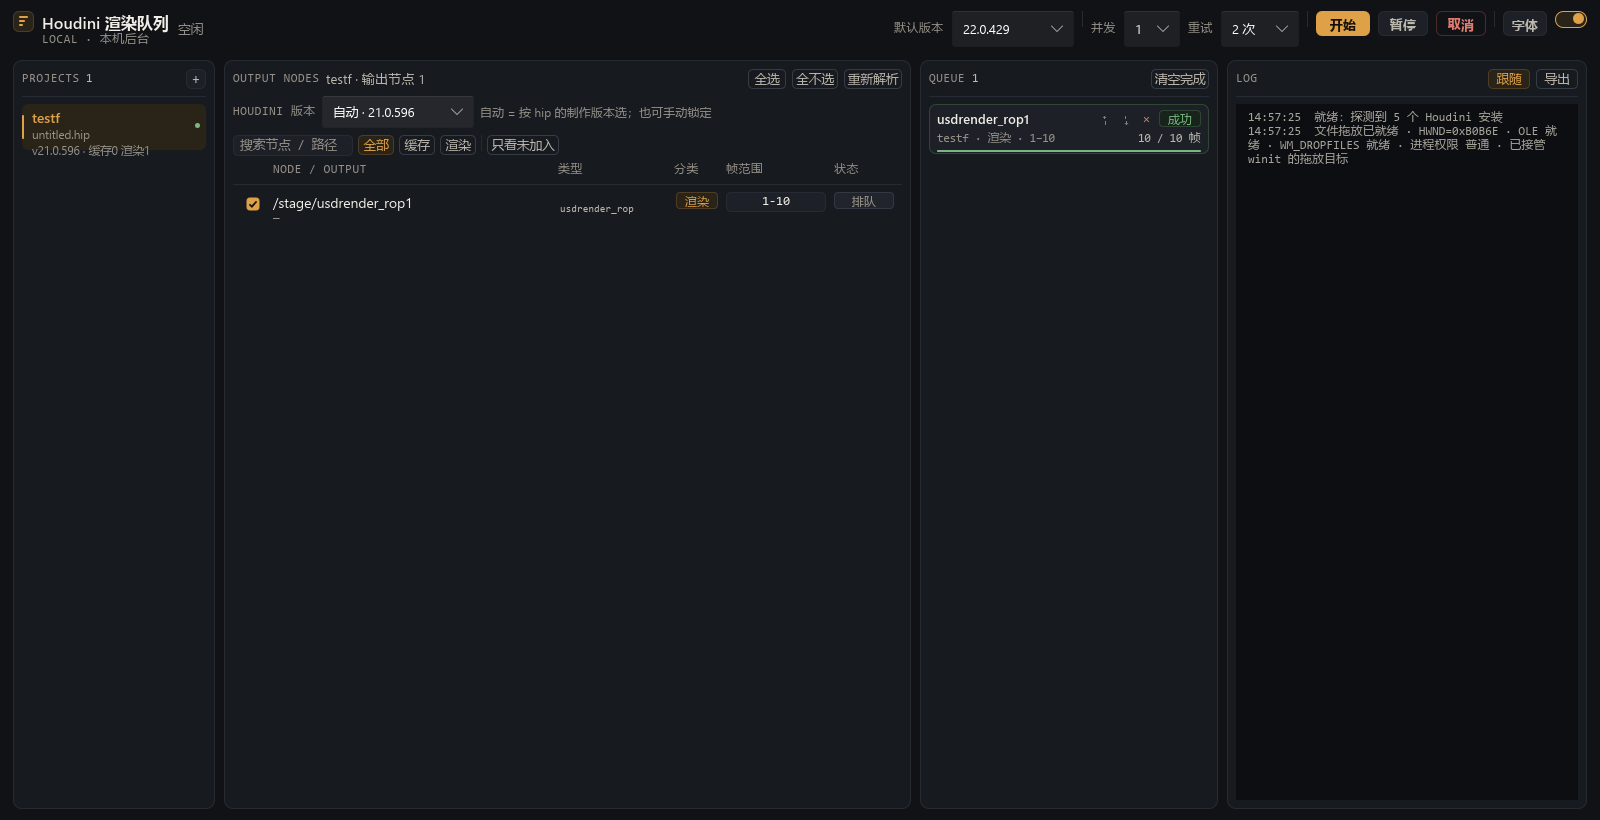 Houdini 渲染队列 空闲
LOCAL · 本机后台
默认版本 22.0.429 并发 1 重试 2 次 开始 暂停 取消 字体
PROJECTS 1 +
testf
untitled.hip
v21.0.596 · 缓存0 渲染1
OUTPUT NODES testf · 输出节点 1 全选 全不选 重新解析
HOUDINI 版本 自动 · 21.0.596 自动 = 按 hip 的制作版本选；也可手动锁定
搜索节点 / 路径 全部 缓存 渲染 只看未加入
NODE / OUTPUT 类型 分类 帧范围 状态
/stage/usdrender_rop1 usdrender_rop 渲染 1-10 排队
—
QUEUE 1 清空完成
usdrender_rop1 ↑ ↓ × 成功
testf · 渲染 · 1-10 10 / 10 帧
LOG 跟随 导出
14:57:25 就绪：探测到 5 个 Houdini 安装
14:57:25 文件拖放已就绪 · HWND=0xB0B6E · OLE 就
绪 · WM_DROPFILES 就绪 · 进程权限 普通 · 已接管
winit 的拖放目标